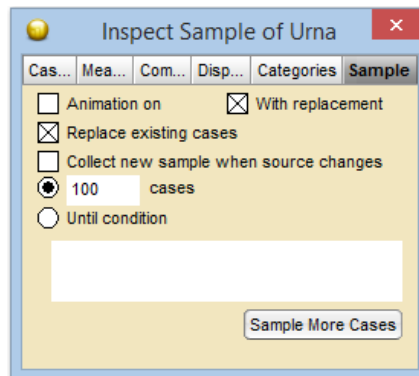 Inspect Sample of Urna
Cas... Mea... Com... Disp... Categories Sample
Animation on With replacement
Replace existing cases
Collect new sample when source changes
100 cases
Until condition
Sample More Cases